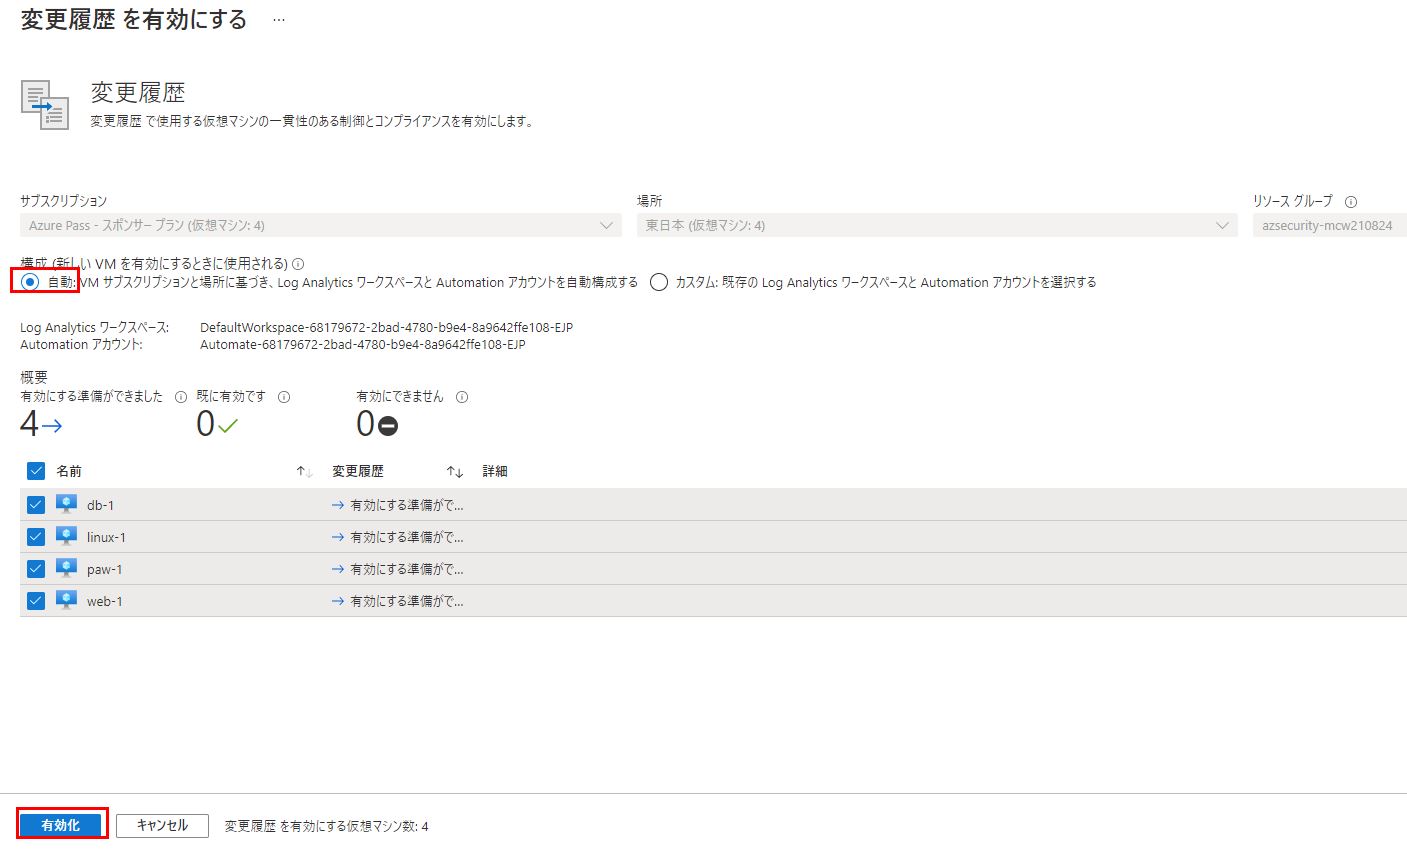 変更履歴 を有効にする ...
変更履歴
変更履歴 で使用する仮想マシンの一貫性のある制御とコンプライアンスを有効にします。
サブスクリプション 場所 リソース グループ
Azure Pass - スポンサー プラン (仮想マシン: 4) 東日本 (仮想マシン: 4) azsecurity-mcw210824
構成 (新しい VM を有効にするときに使用される)
自動: VM サブスクリプションと場所に基づき、Log Analytics ワークスペースと Automation アカウントを自動構成する カスタム: 既存の Log Analytics ワークスペースと Automation アカウントを選択する
Log Analytics ワークスペース: DefaultWorkspace-68179672-2bad-4780-b9e4-8a9642ffe108-EJP
Automation アカウント: Automate-68179672-2bad-4780-b9e4-8a9642ffe108-EJP
概要
有効にする準備ができました 既に有効です 有効にできません
4 0 0
名前 変更履歴 詳細
db-1 有効にする準備がで...
linux-1 有効にする準備がで...
paw-1 有効にする準備がで...
web-1 有効にする準備がで...
有効化 キャンセル 変更履歴 を有効にする仮想マシン数: 4